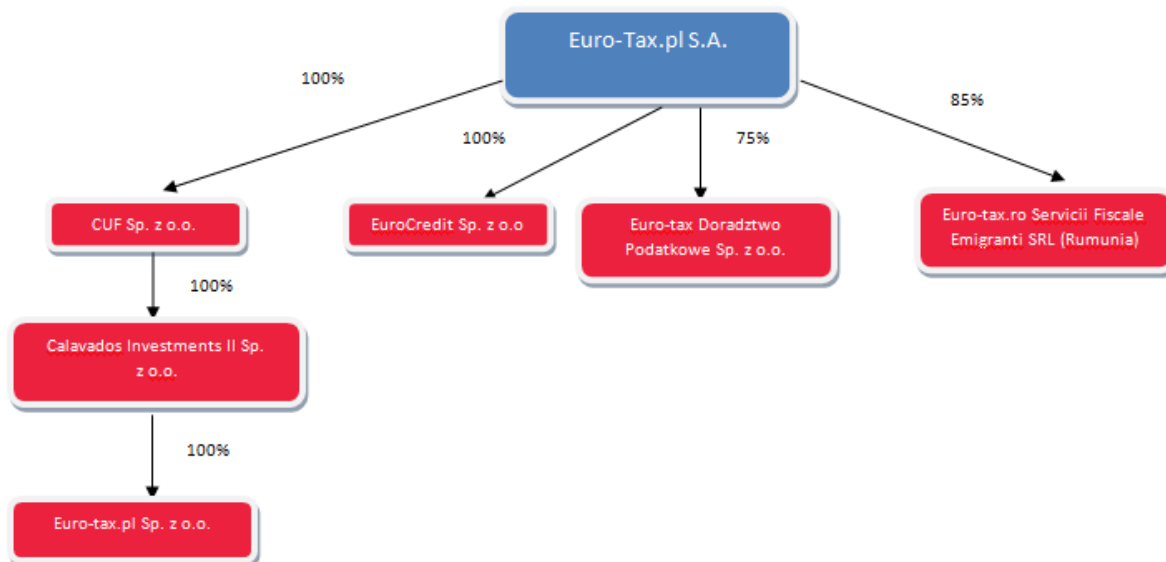 Euro-Tax.pl S.A.
100%
85%
100%
75%
CUF Sp. z o.o.
EuroCredit Sp. z o.o
Euro-tax Doradztwo
Podatkowe Sp. z o.o.
Euro-tax.ro Servicii Fiscale
Emigranti SRL (Rumunia)
100%
Calavados Investments II Sp.
z o.o.
100%
Euro-tax.pl Sp. z o.o.